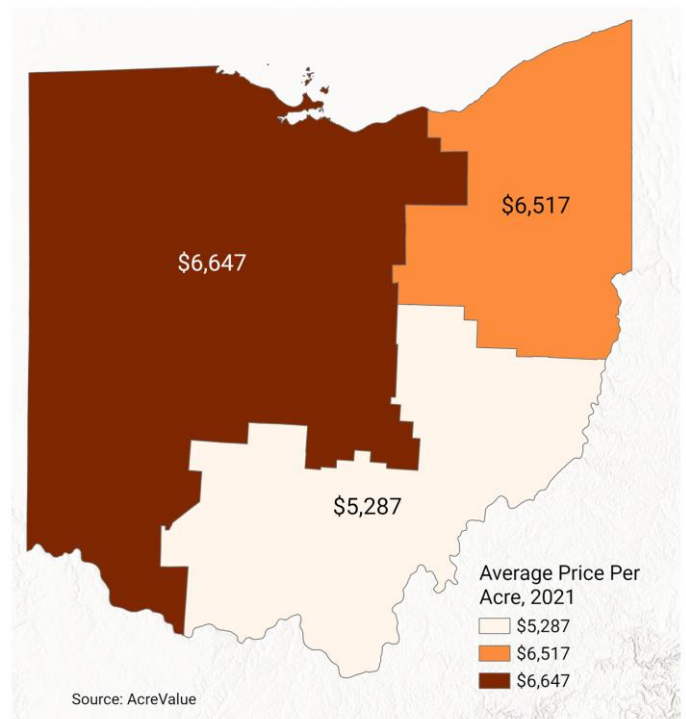 $6,517
$6,647
$5,287
Average Price Per
Acre, 2021
$5,287
$6,517
$6,647
Source: AcreValue